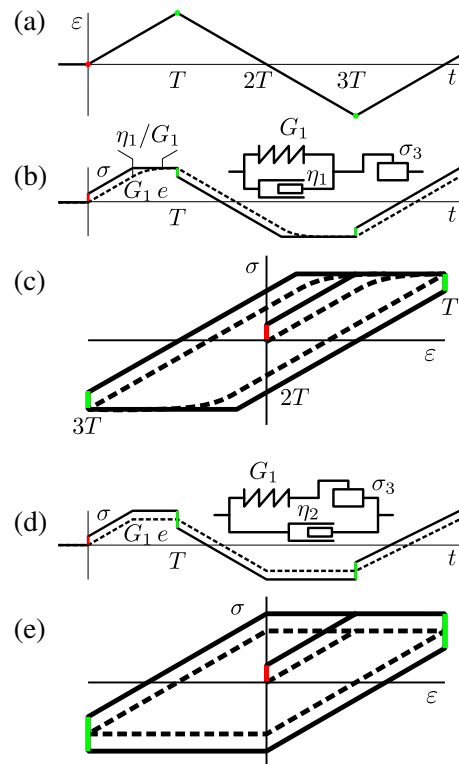 (a) ε
T 2T 3T t
η₁/G₁ G₁ σ₃
(b) σ η₁
G₁ e T t
(c) σ
T
ε
3T 2T
G₁ σ₃
(d) σ η₂
G₁ e T t
(e) σ
ε